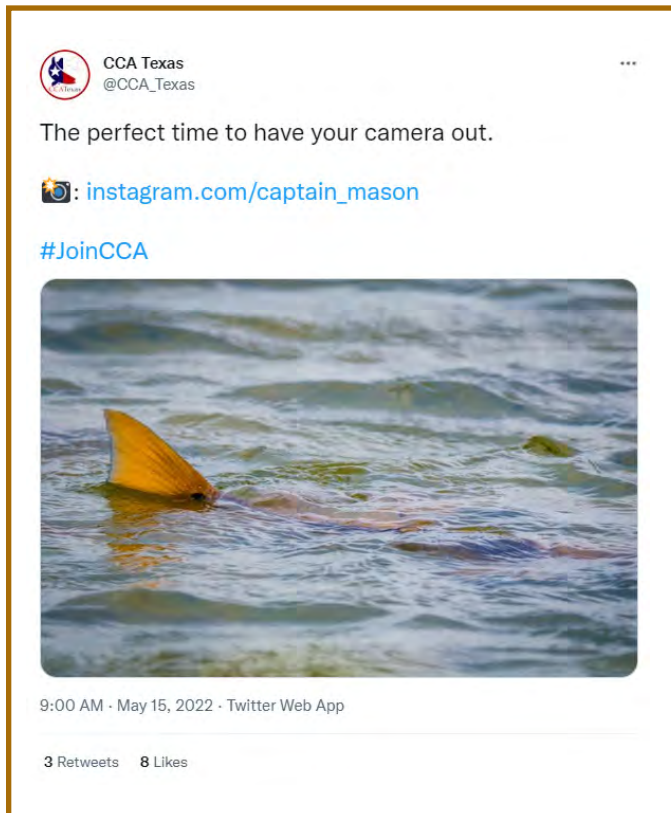 CCA Texas
@CCA_Texas
The perfect time to have your camera out.
: instagram.com/captain_mason
#JoinCCA
9:00 AM · May 15, 2022 · Twitter Web App
3 Retweets 8 Likes